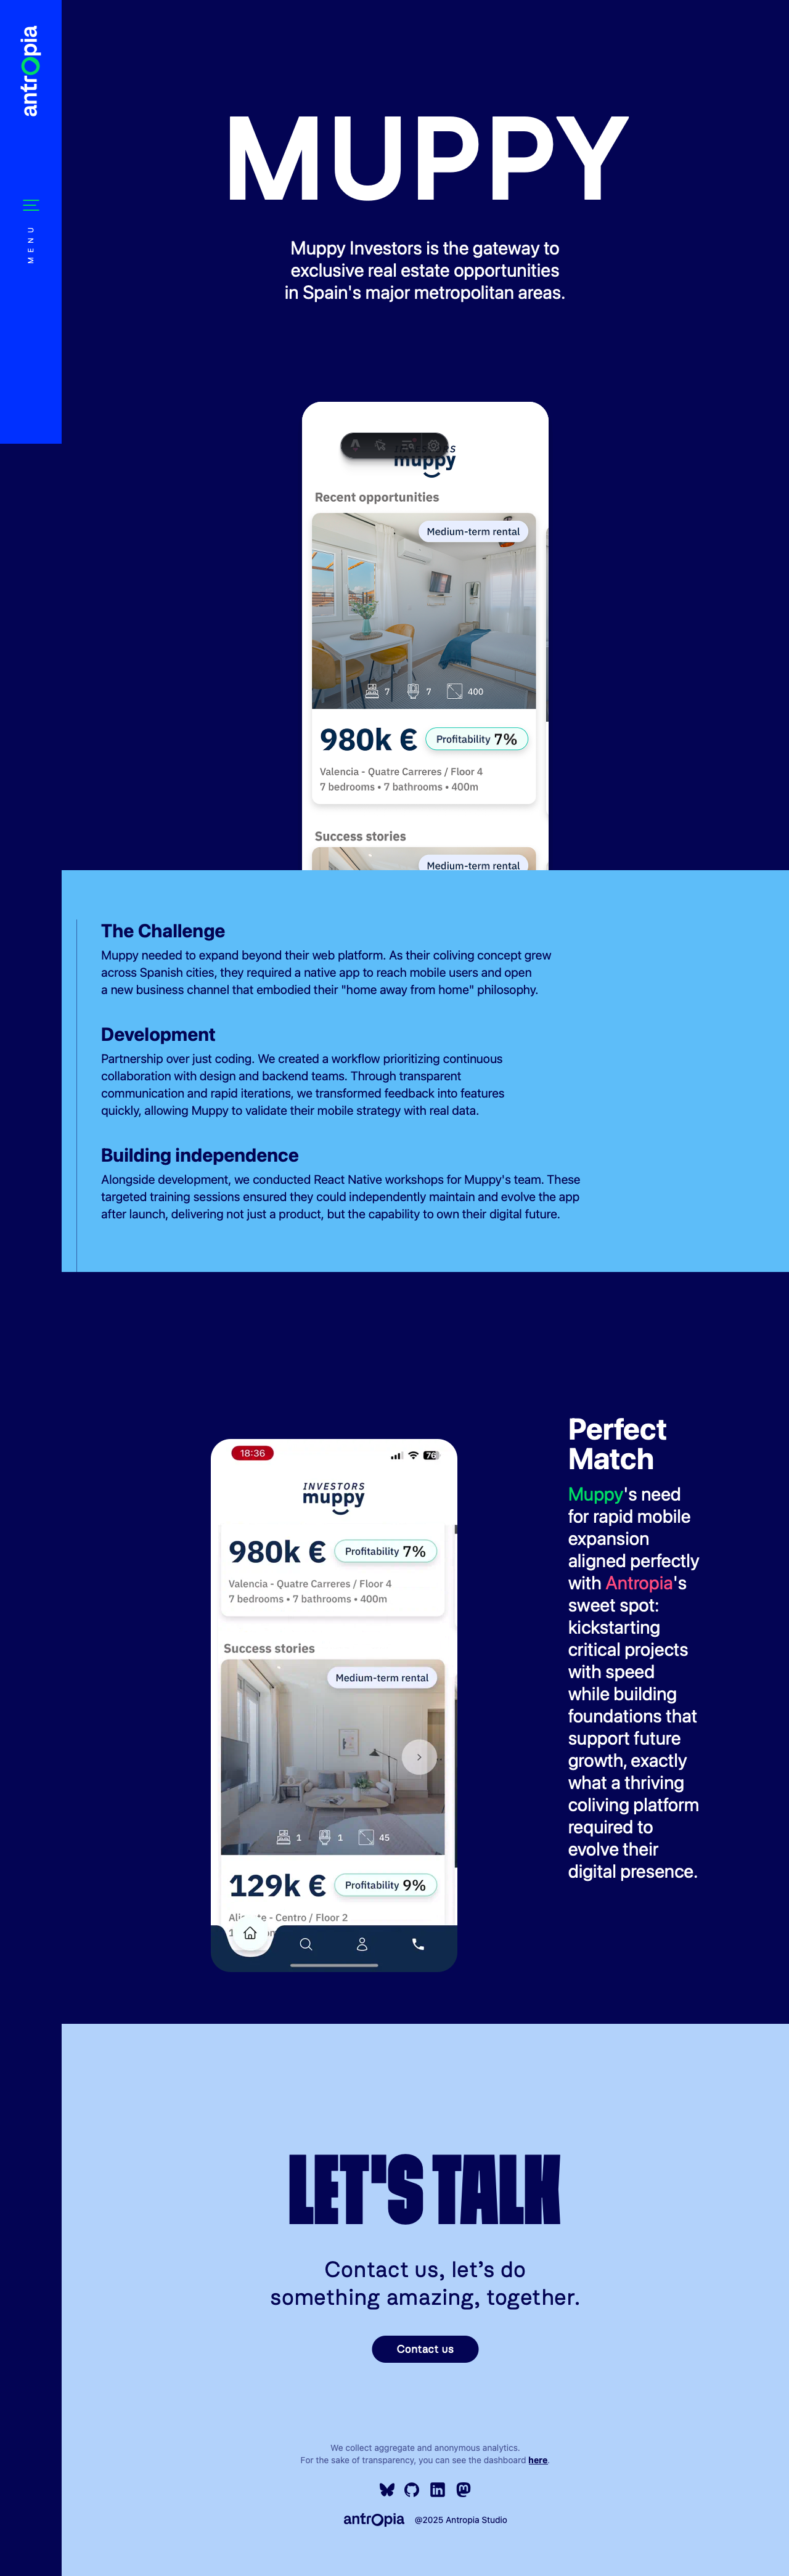 antropia
MENU
MUPPY
Muppy Investors is the gateway to
exclusive real estate opportunities
in Spain's major metropolitan areas.
muppy
Recent opportunities
Medium-term rental
7 7 400
980k € Profitability 7%
Valencia - Quatre Carreres / Floor 4
7 bedrooms • 7 bathrooms • 400m
Success stories
Medium-term rental
The Challenge
Muppy needed to expand beyond their web platform. As their coliving concept grew
across Spanish cities, they required a native app to reach mobile users and open
a new business channel that embodied their "home away from home" philosophy.
Development
Partnership over just coding. We created a workflow prioritizing continuous
collaboration with design and backend teams. Through transparent
communication and rapid iterations, we transformed feedback into features
quickly, allowing Muppy to validate their mobile strategy with real data.
Building independence
Alongside development, we conducted React Native workshops for Muppy's team. These
targeted training sessions ensured they could independently maintain and evolve the app
after launch, delivering not just a product, but the capability to own their digital future.
18:36 76
INVESTORS
muppy
980k € Profitability 7%
Valencia - Quatre Carreres / Floor 4
7 bedrooms • 7 bathrooms • 400m
Success stories
Medium-term rental
1 1 45
129k € Profitability 9%
- Centro / Floor 2
Perfect
Match
Muppy's need
for rapid mobile
expansion
aligned perfectly
with Antropia's
sweet spot:
kickstarting
critical projects
with speed
while building
foundations that
support future
growth, exactly
what a thriving
coliving platform
required to
evolve their
digital presence.
LET'S TALK
Contact us, let’s do
something amazing, together.
Contact us
We collect aggregate and anonymous analytics.
For the sake of transparency, you can see the dashboard here.
antropia @2025 Antropia Studio